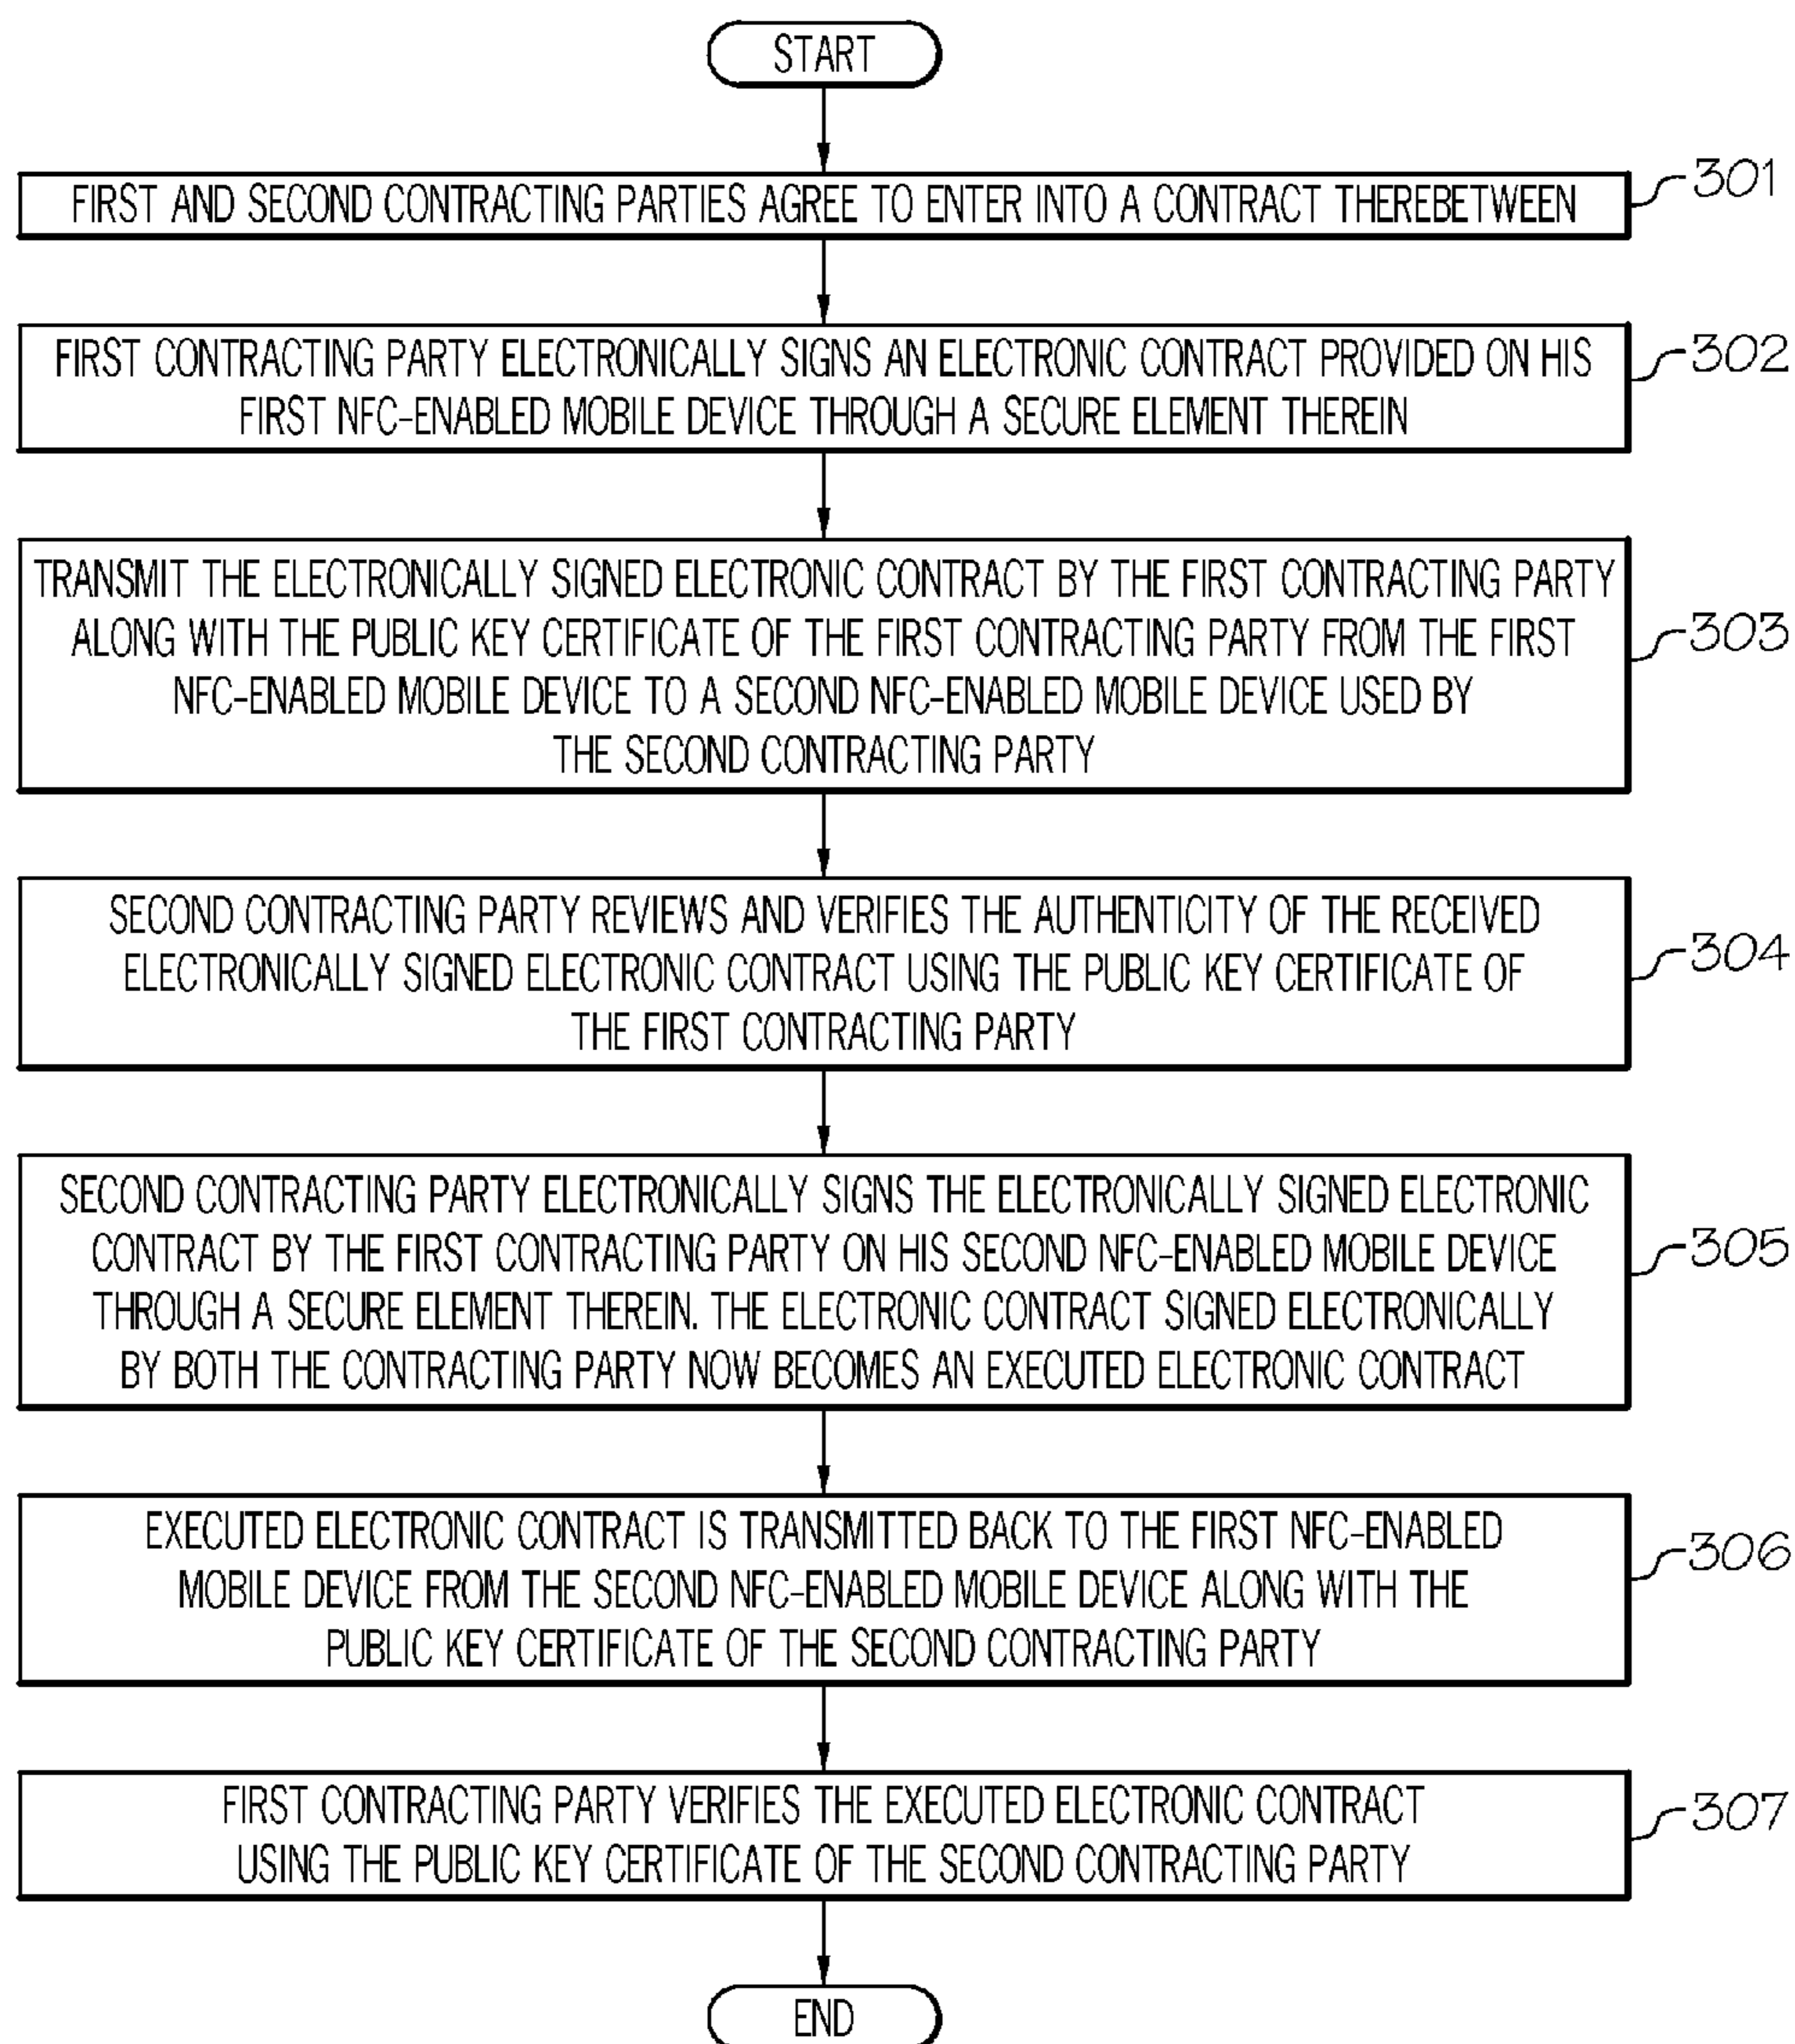 START
FIRST AND SECOND CONTRACTING PARTIES AGREE TO ENTER INTO A CONTRACT THEREBETWEEN
301
FIRST CONTRACTING PARTY ELECTRONICALLY SIGNS AN ELECTRONIC CONTRACT PROVIDED ON HIS
FIRST NFC-ENABLED MOBILE DEVICE THROUGH A SECURE ELEMENT THEREIN
302
TRANSMIT THE ELECTRONICALLY SIGNED ELECTRONIC CONTRACT BY THE FIRST CONTRACTING PARTY
ALONG WITH THE PUBLIC KEY CERTIFICATE OF THE FIRST CONTRACTING PARTY FROM THE FIRST
NFC-ENABLED MOBILE DEVICE TO A SECOND NFC-ENABLED MOBILE DEVICE USED BY
THE SECOND CONTRACTING PARTY
303
SECOND CONTRACTING PARTY REVIEWS AND VERIFIES THE AUTHENTICITY OF THE RECEIVED
ELECTRONICALLY SIGNED ELECTRONIC CONTRACT USING THE PUBLIC KEY CERTIFICATE OF
THE FIRST CONTRACTING PARTY
304
SECOND CONTRACTING PARTY ELECTRONICALLY SIGNS THE ELECTRONICALLY SIGNED ELECTRONIC
CONTRACT BY THE FIRST CONTRACTING PARTY ON HIS SECOND NFC-ENABLED MOBILE DEVICE
THROUGH A SECURE ELEMENT THEREIN. THE ELECTRONIC CONTRACT SIGNED ELECTRONICALLY
BY BOTH THE CONTRACTING PARTY NOW BECOMES AN EXECUTED ELECTRONIC CONTRACT
305
EXECUTED ELECTRONIC CONTRACT IS TRANSMITTED BACK TO THE FIRST NFC-ENABLED
MOBILE DEVICE FROM THE SECOND NFC-ENABLED MOBILE DEVICE ALONG WITH THE
PUBLIC KEY CERTIFICATE OF THE SECOND CONTRACTING PARTY
306
FIRST CONTRACTING PARTY VERIFIES THE EXECUTED ELECTRONIC CONTRACT
USING THE PUBLIC KEY CERTIFICATE OF THE SECOND CONTRACTING PARTY
307
END